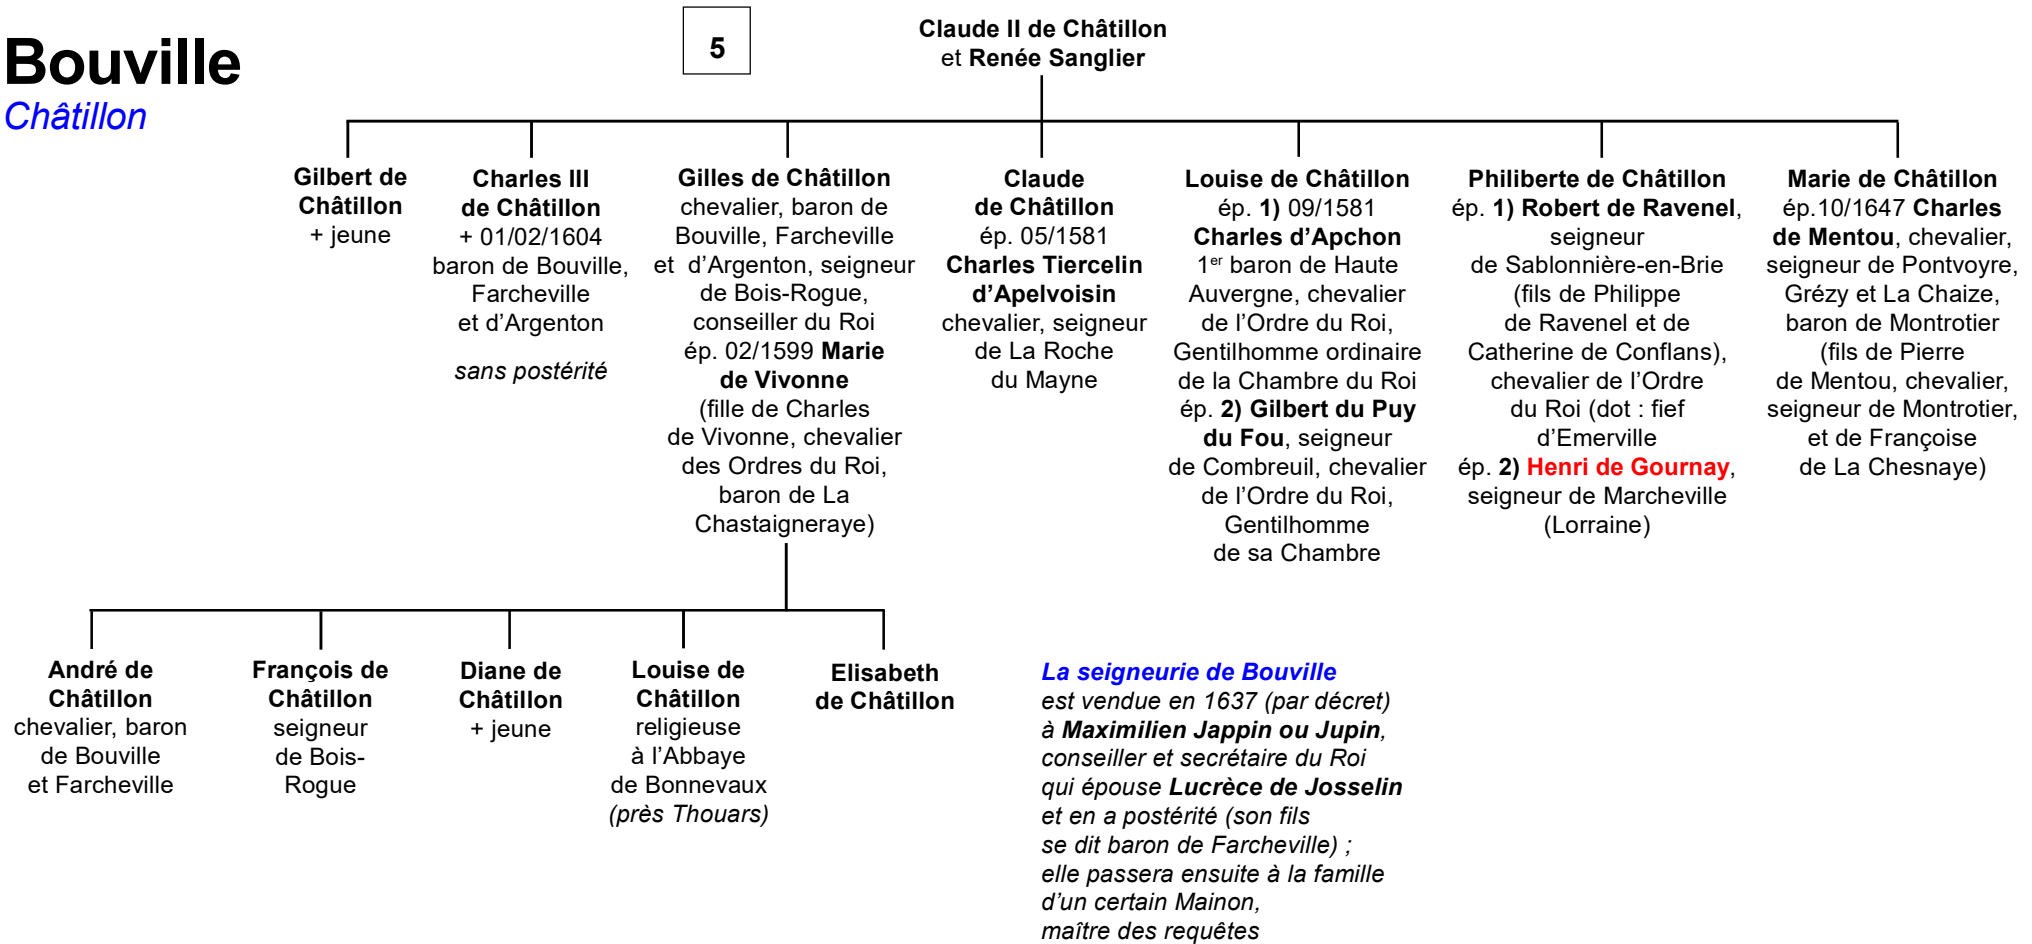 Bouville
Châtillon
5
Claude II de Châtillon
et Renée Sanglier
Gilbert de
Châtillon
+ jeune
Charles III
de Châtillon
+ 01/02/1604
baron de Bouville,
Farcheville
et d’Argenton
sans postérité
Gilles de Châtillon
chevalier, baron de
Bouville, Farcheville
et d’Argenton, seigneur
de Bois-Rogue,
conseiller du Roi
ép. 02/1599 Marie
de Vivonne
(fille de Charles
de Vivonne, chevalier
des Ordres du Roi,
baron de La
Chastaigneraye)
Claude
de Châtillon
ép. 05/1581
Charles Tiercelin
d’Apelvoisin
chevalier, seigneur
de La Roche
du Mayne
Louise de Châtillon
ép. 1) 09/1581
Charles d’Apchon
1er baron de Haute
Auvergne, chevalier
de l’Ordre du Roi,
Gentilhomme ordinaire
de la Chambre du Roi
ép. 2) Gilbert du Puy
du Fou, seigneur
de Combreuil, chevalier
de l’Ordre du Roi,
Gentilhomme
de sa Chambre
Philiberte de Châtillon
ép. 1) Robert de Ravenel,
seigneur
de Sablonnière-en-Brie
(fils de Philippe
de Ravenel et de
Catherine de Conflans),
chevalier de l’Ordre
du Roi (dot : fief
d’Emerville
ép. 2) Henri de Gournay,
seigneur de Marcheville
(Lorraine)
Marie de Châtillon
ép.10/1647 Charles
de Mentou, chevalier,
seigneur de Pontvoyre,
Grézy et La Chaize,
baron de Montrotier
(fils de Pierre
de Mentou, chevalier,
seigneur de Montrotier,
et de Françoise
de La Chesnaye)
André de
Châtillon
chevalier, baron
de Bouville
et Farcheville
François de
Châtillon
seigneur
de Bois-
Rogue
Diane de
Châtillon
+ jeune
Louise de
Châtillon
religieuse
à l’Abbaye
de Bonnevaux
(près Thouars)
Elisabeth
de Châtillon
La seigneurie de Bouville
est vendue en 1637 (par décret)
à Maximilien Jappin ou Jupin,
conseiller et secrétaire du Roi
qui épouse Lucrèce de Josselin
et en a postérité (son fils
se dit baron de Farcheville) ;
elle passera ensuite à la famille
d’un certain Mainon,
maître des requêtes